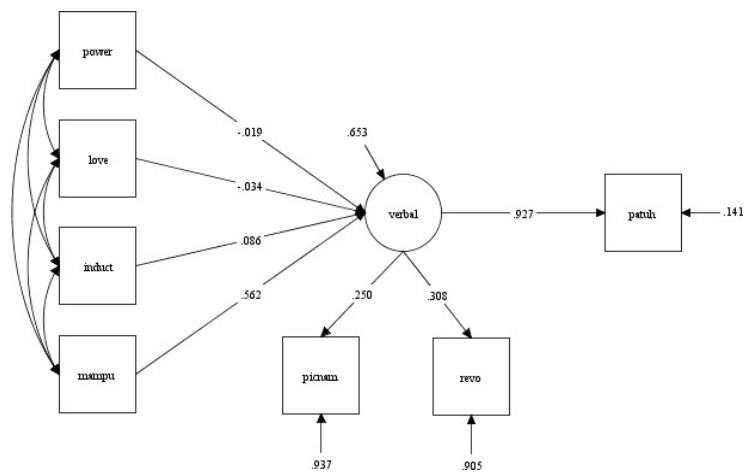 power
-.019
.653
love
-.034
verbal
.927
patuh
.141
induct
.086
.562
.250
.308
mampu
picnam
revo
.937
.905